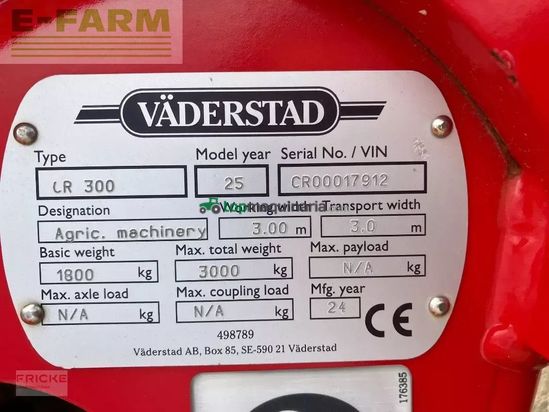 E-FARM
VÄDERSTAD
Type Model year Serial No. / VIN
CR 300 25 CR00017912
Designation Working width Transport width
Agric. machinery 3.00 m 3.0 m
Basic weight Max. total weight Max. payload
1800 kg 3000 kg N/A kg
Max. axle load Max. coupling load Mfg. year
N/A kg N/A kg 24 CE
498789
Väderstad AB, Box 85, SE-590 21 Väderstad
176385
FRICKE